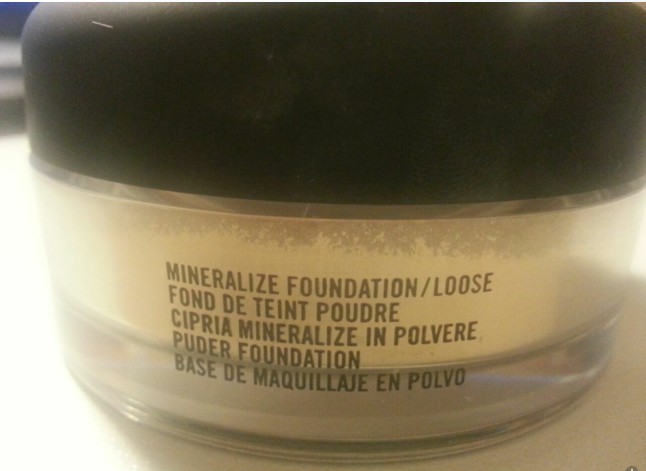 MINERALIZE FOUNDATION/LOOSE
FOND DE TEINT POUDRE
CIPRIA MINERALIZE IN POLVERE
PUDER FOUNDATION
BASE DE MAQUILLAJE EN POLVO